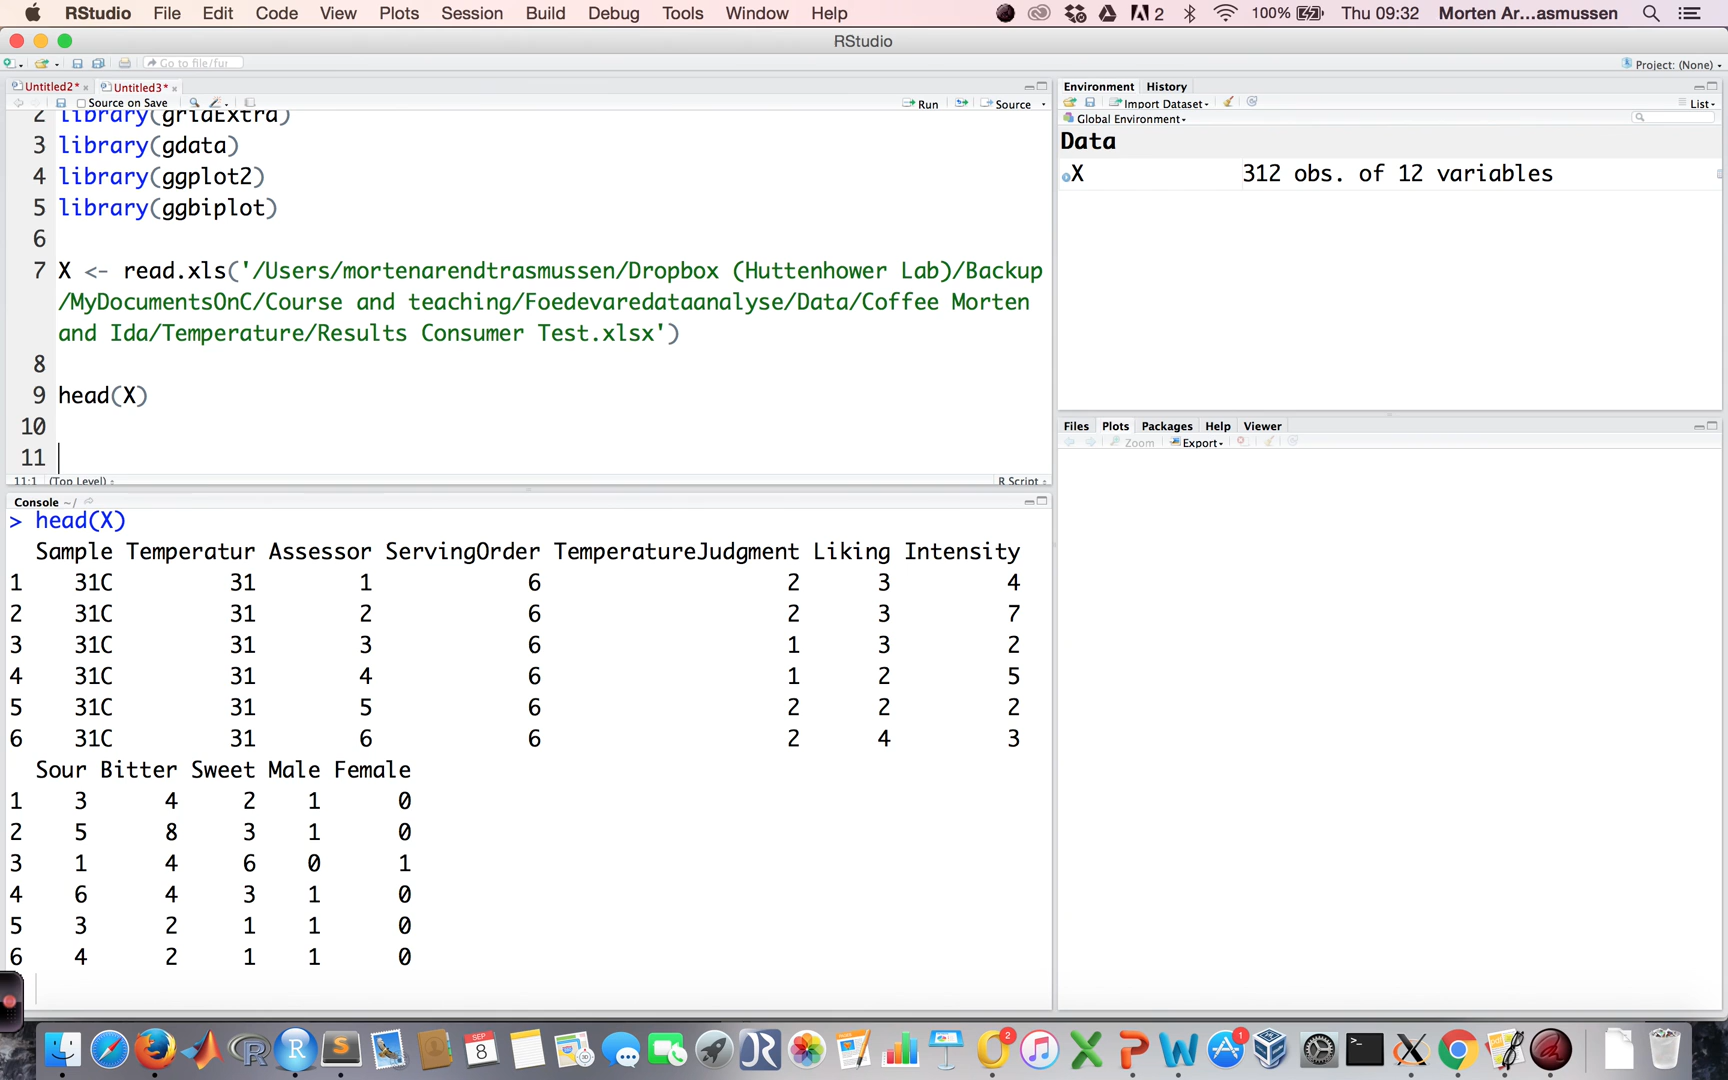 RStudio File Edit Code View Plots Session Build Debug Tools Window Help 2 100% Thu 09:32 Morten Ar...asmussen
RStudio
Go to file/fur
Project: (None)
Untitled2* Untitled3*
Source on Save Run Source
2 library(gridExtra)
3 library(gdata)
4 library(ggplot2)
5 library(ggbiplot)
6
7 X <- read.xls('/Users/mortenarendtrasmussen/Dropbox (Huttenhower Lab)/Backup
/MyDocumentsOnC/Course and teaching/Foedevaredataanalyse/Data/Coffee Morten
and Ida/Temperature/Results Consumer Test.xlsx')
8
9 head(X)
10
11
11:1 (Top Level) R Script
Console ~/
> head(X)
Sample Temperatur Assessor ServingOrder TemperatureJudgment Liking Intensity
1 31C 31 1 6 2 3 4
2 31C 31 2 6 2 3 7
3 31C 31 3 6 1 3 2
4 31C 31 4 6 1 2 5
5 31C 31 5 6 2 2 2
6 31C 31 6 6 2 4 3
Sour Bitter Sweet Male Female
1 3 4 2 1 0
2 5 8 3 1 0
3 1 4 6 0 1
4 6 4 3 1 0
5 3 2 1 1 0
6 4 2 1 1 0
Environment History
Import Dataset List
Global Environment
Data
X 312 obs. of 12 variables
Files Plots Packages Help Viewer
Zoom Export
SEP
8
2
1